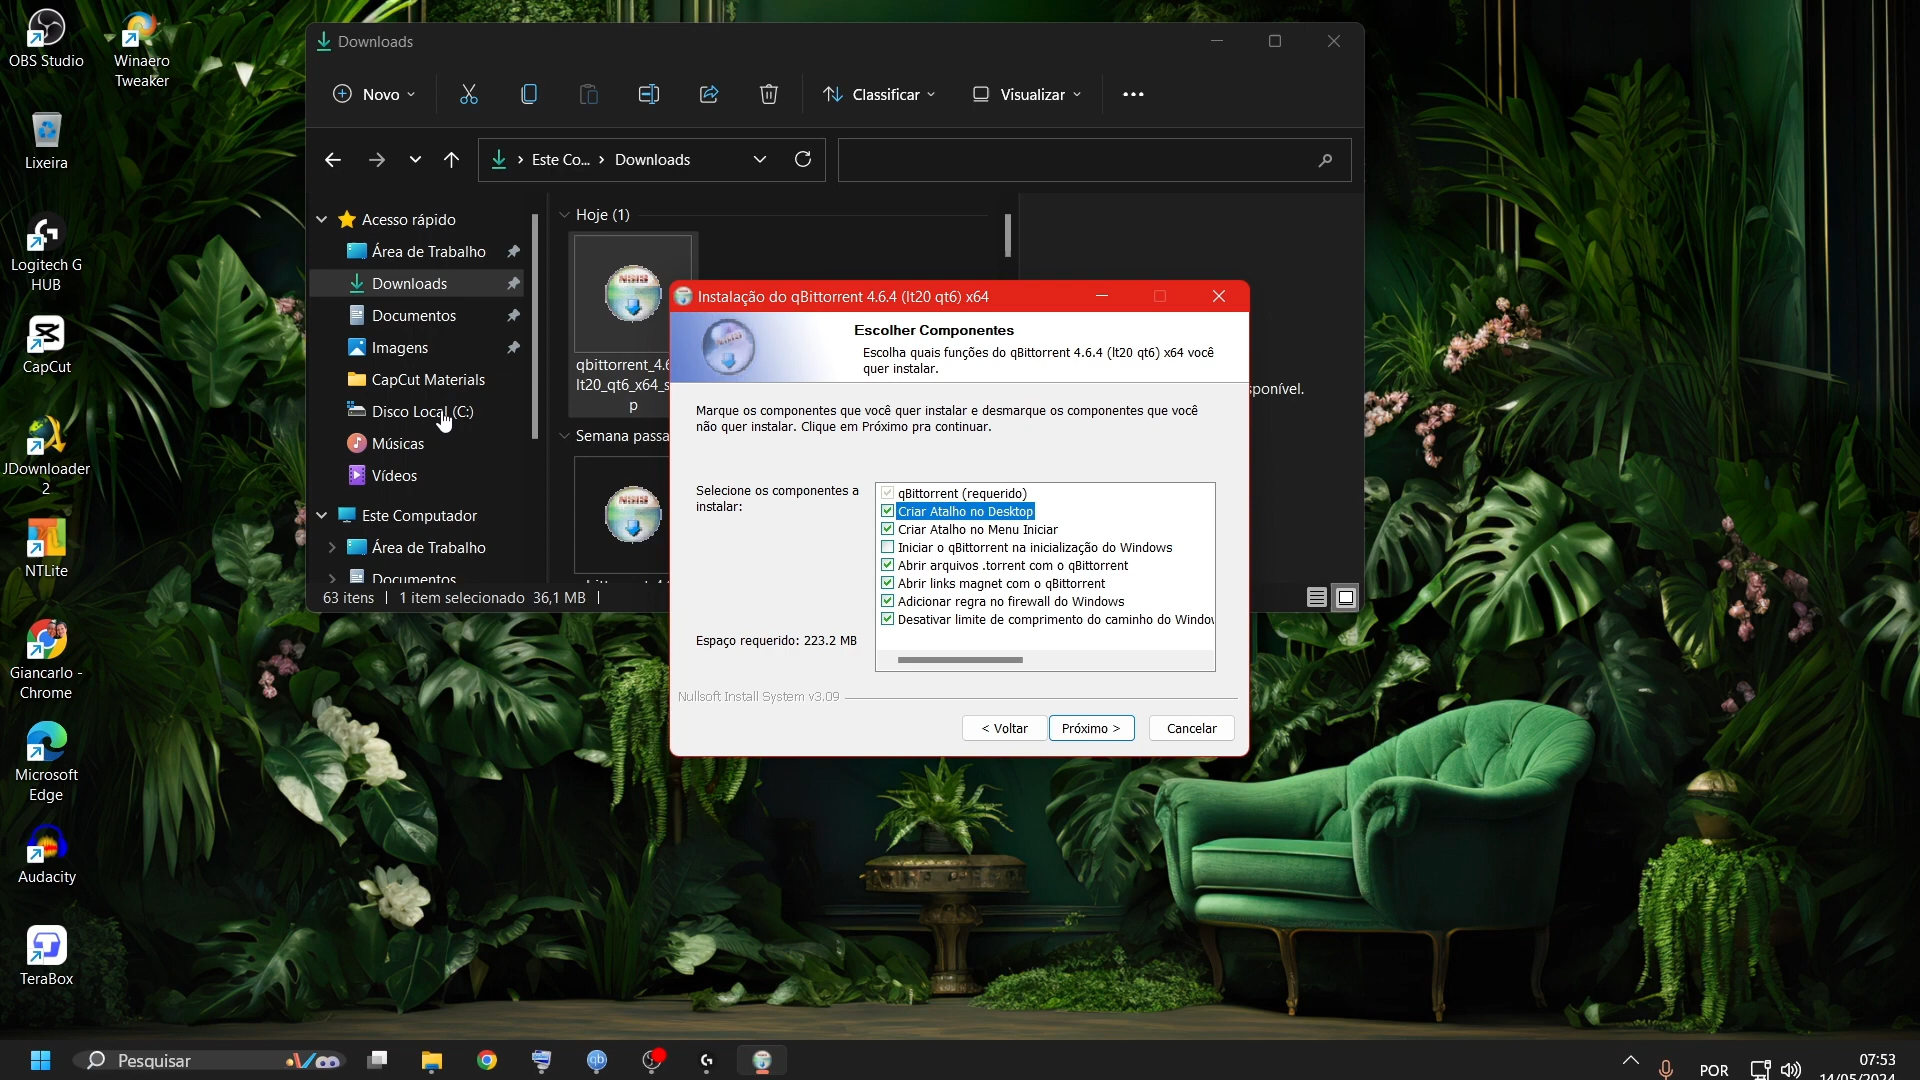 OBS Studio
Winaero
Tweaker
Lixeira
Logitech G
HUB
CapCut
JDownloader
2
NTLite
Giancarlo -
Chrome
Microsoft
Edge
Audacity
TeraBox
Downloads
Novo
Classificar
Visualizar
Este Co... > Downloads
Acesso rápido
Área de Trabalho
Downloads
Documentos
Imagens
CapCut Materials
Disco Local (C:)
Músicas
Vídeos
Este Computador
Área de Trabalho
Documentos
Hoje (1)
qbittorrent_4.6
lt20_qt6_x64_s
p
Semana passa
63 itens
1 item selecionado 36,1 MB
Instalação do qBittorrent 4.6.4 (lt20 qt6) x64
Escolher Componentes
Escolha quais funções do qBittorrent 4.6.4 (lt20 qt6) x64 você
quer instalar.
Marque os componentes que você quer instalar e desmarque os componentes que você
não quer instalar. Clique em Próximo pra continuar.
Selecione os componentes a
instalar:
qBittorrent (requerido)
Criar Atalho no Desktop
Criar Atalho no Menu Iniciar
Iniciar o qBittorrent na inicialização do Windows
Abrir arquivos .torrent com o qBittorrent
Abrir links magnet com o qBittorrent
Adicionar regra no firewall do Windows
Desativar limite de comprimento do caminho do Window
Espaço requerido: 223.2 MB
Nullsoft Install System v3.09
< Voltar
Próximo >
Cancelar
sponível.
Pesquisar
POR
07:53
14/05/2024